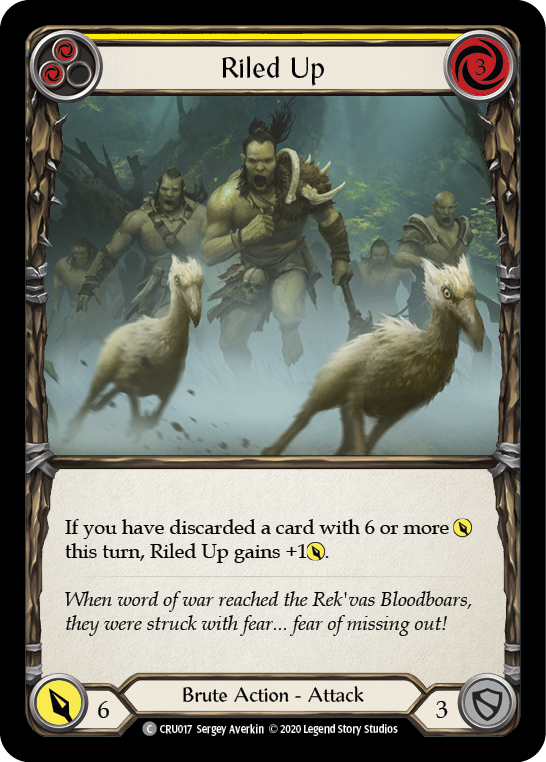 Riled Up
3
If you have discarded a card with 6 or more
this turn, Riled Up gains +1.
When word of war reached the Rek'vas Bloodboars,
they were struck with fear... fear of missing out!
6
Brute Action - Attack
3
C CRU017 Sergey Averkin © 2020 Legend Story Studios